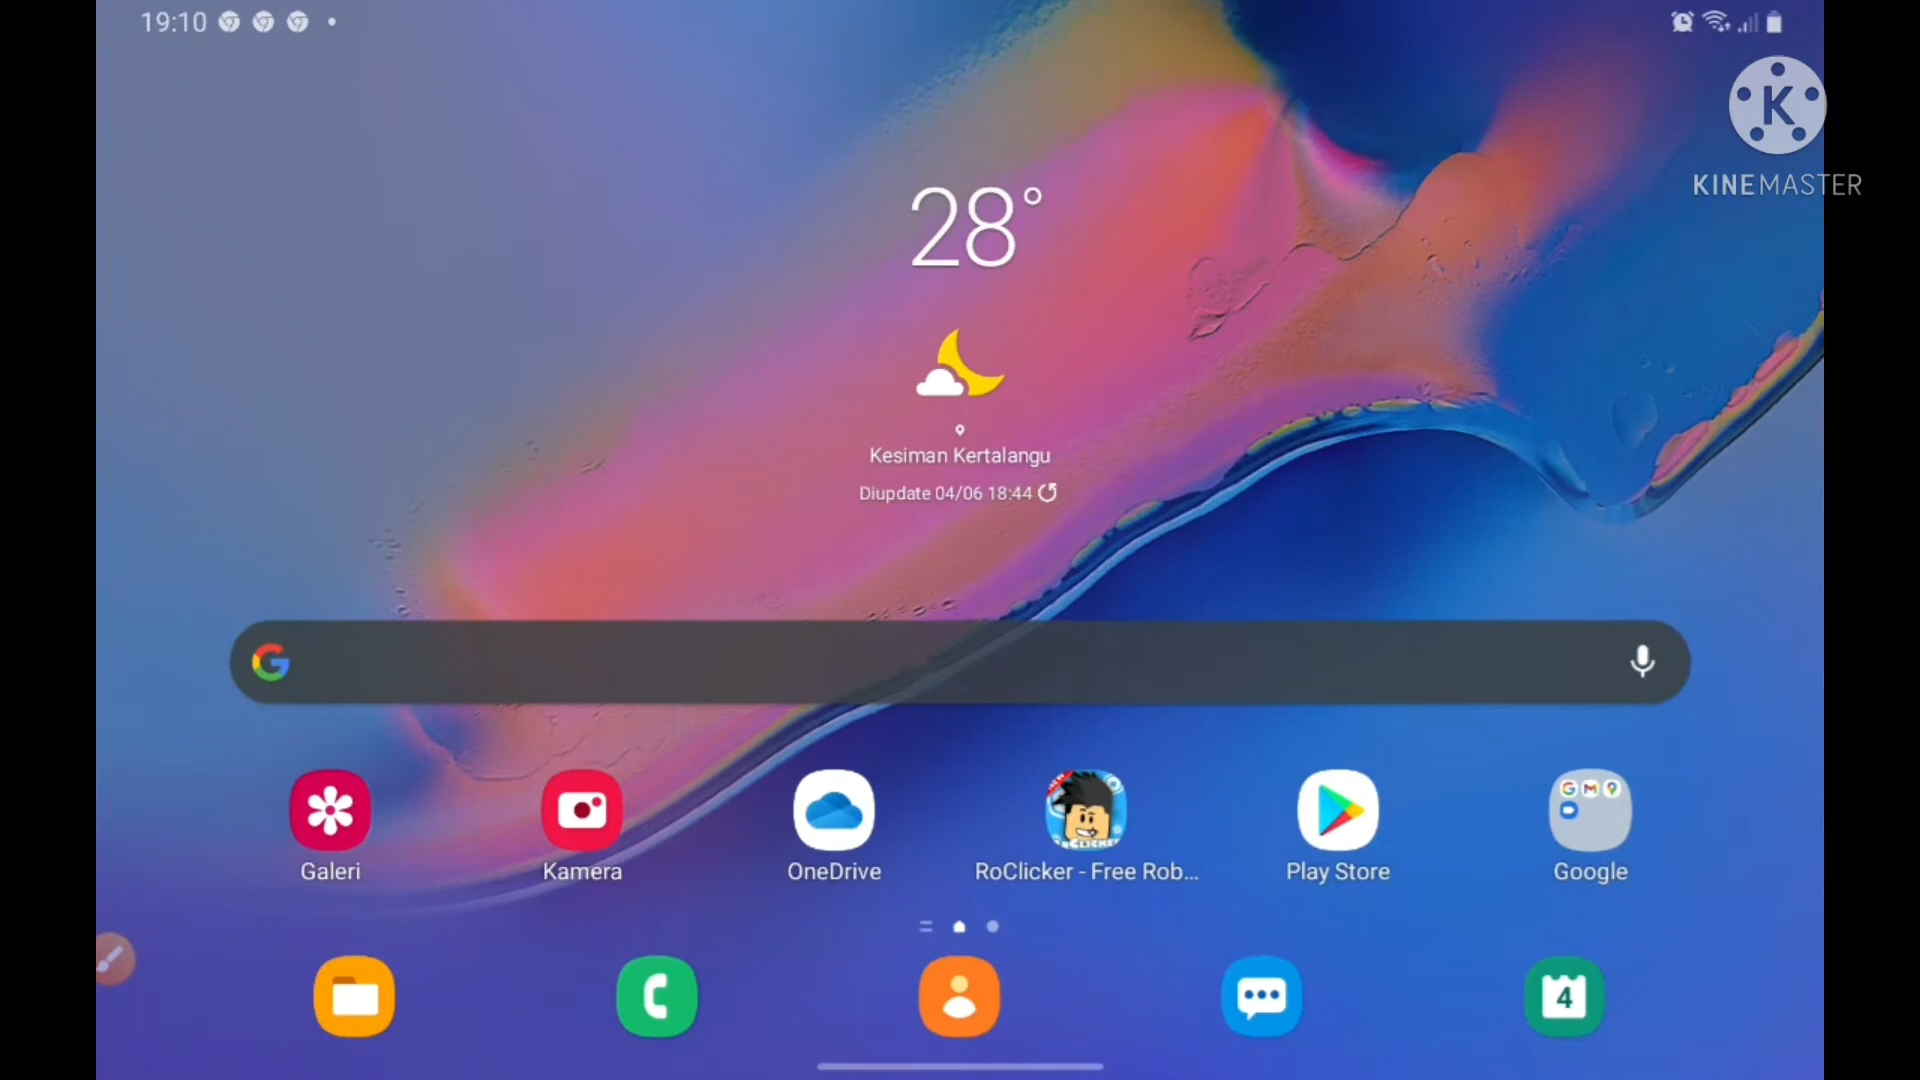 19:10
K
KINEMASTER
28°
Kesiman Kertalangu
Diupdate 04/06 18:44
Galeri
Kamera
OneDrive
RoClicker - Free Rob...
Play Store
Google
4